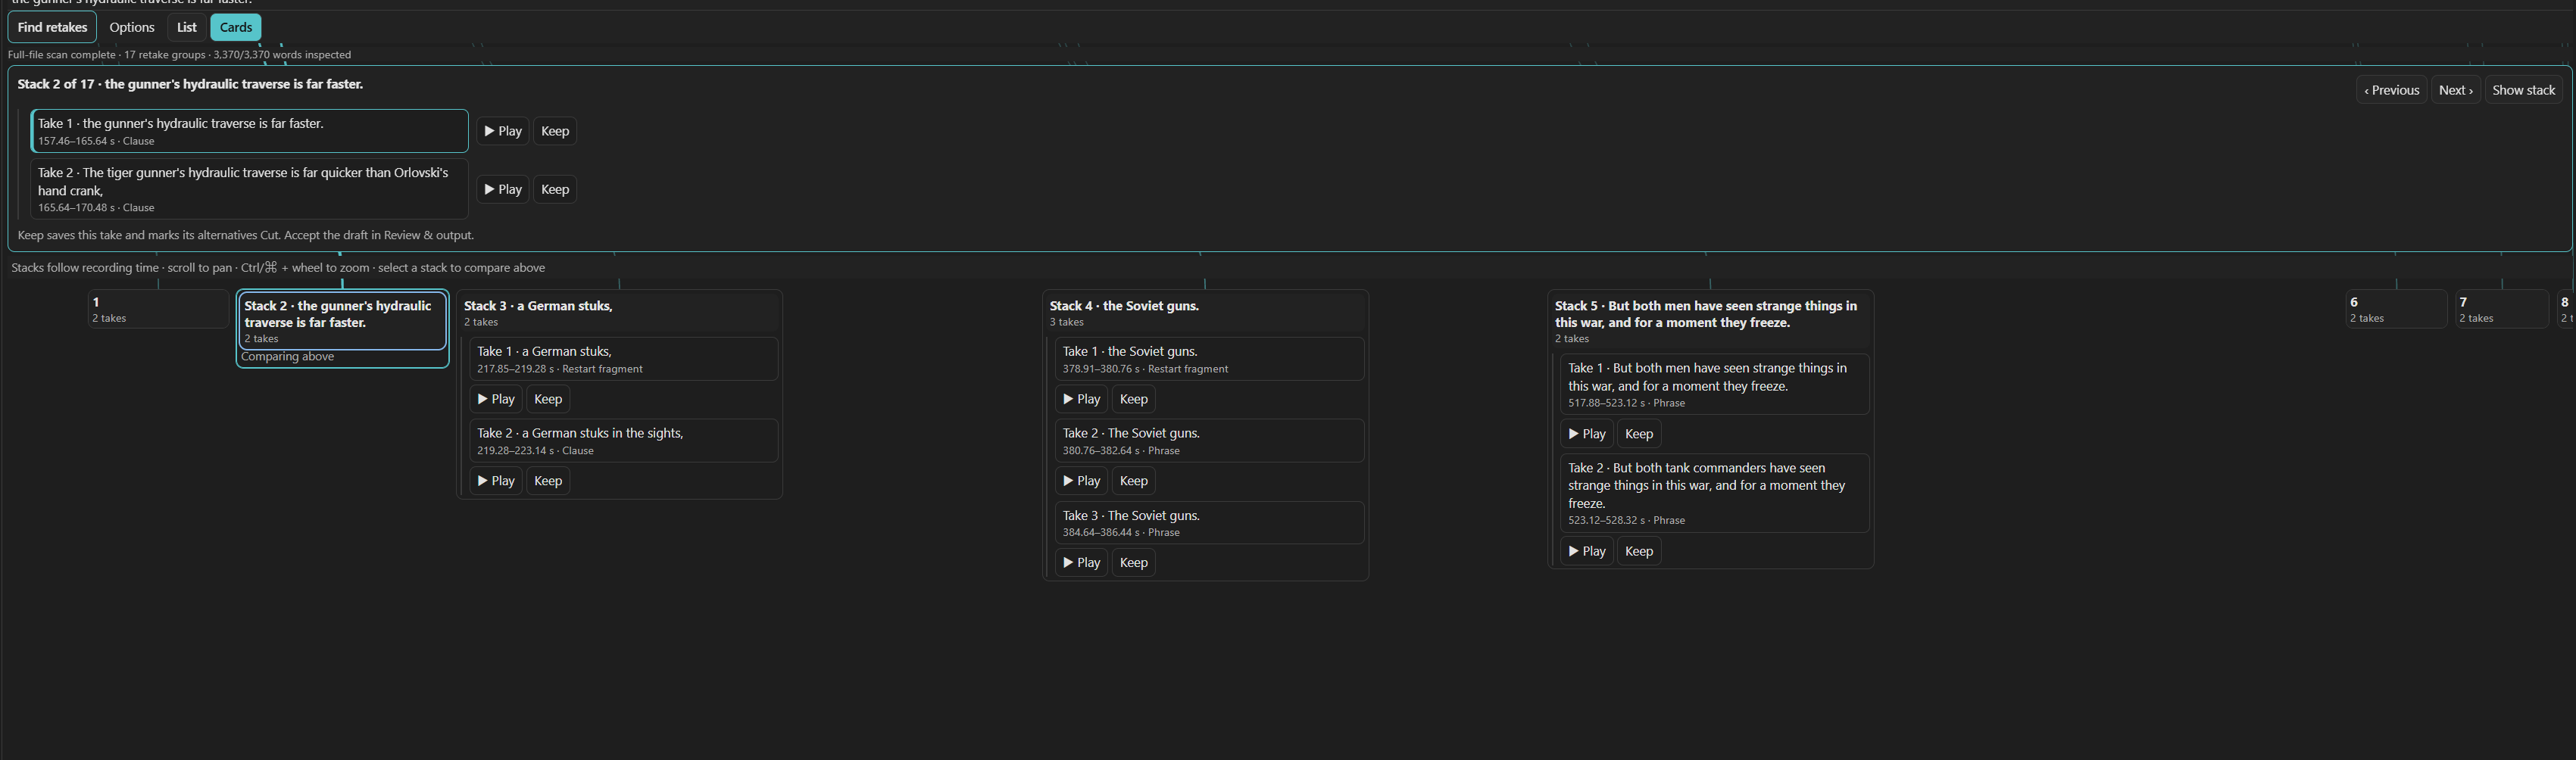 the gunner's hydraulic traverse is far faster.
Find retakes
Options
List
Cards
Full-file scan complete · 17 retake groups · 3,370/3,370 words inspected
Stack 2 of 17 · the gunner's hydraulic traverse is far faster.
‹ Previous
Next ›
Show stack
Take 1 · the gunner's hydraulic traverse is far faster.
157.46–165.64 s · Clause
▶ Play
Keep
Take 2 · The tiger gunner's hydraulic traverse is far quicker than Orlovski's
hand crank,
165.64–170.48 s · Clause
▶ Play
Keep
Keep saves this take and marks its alternatives Cut. Accept the draft in Review & output.
Stacks follow recording time · scroll to pan · Ctrl/⌘ + wheel to zoom · select a stack to compare above
1
2 takes
Stack 2 · the gunner's hydraulic
traverse is far faster.
2 takes
Comparing above
Stack 3 · a German stuks,
2 takes
Take 1 · a German stuks,
217.85–219.28 s · Restart fragment
▶ Play
Keep
Take 2 · a German stuks in the sights,
219.28–223.14 s · Clause
▶ Play
Keep
Stack 4 · the Soviet guns.
3 takes
Take 1 · the Soviet guns.
378.91–380.76 s · Restart fragment
▶ Play
Keep
Take 2 · The Soviet guns.
380.76–382.64 s · Phrase
▶ Play
Keep
Take 3 · The Soviet guns.
384.64–386.44 s · Phrase
▶ Play
Keep
Stack 5 · But both men have seen strange things in
this war, and for a moment they freeze.
2 takes
Take 1 · But both men have seen strange things in
this war, and for a moment they freeze.
517.88–523.12 s · Phrase
▶ Play
Keep
Take 2 · But both tank commanders have seen
strange things in this war, and for a moment they
freeze.
523.12–528.32 s · Phrase
▶ Play
Keep
6
2 takes
7
2 takes
8
2 t